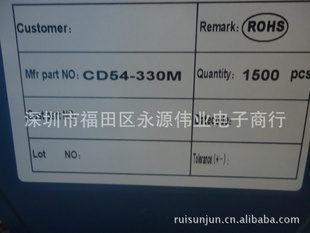 Customer:
Remark: ROHS
Mfr part NO: CD54-330M
Quantity: 1500 pcs
深圳市福田区永源伟业电子商行
Lot NO:
Tolerance (+-):
ruisunjun.cn.alibaba.com